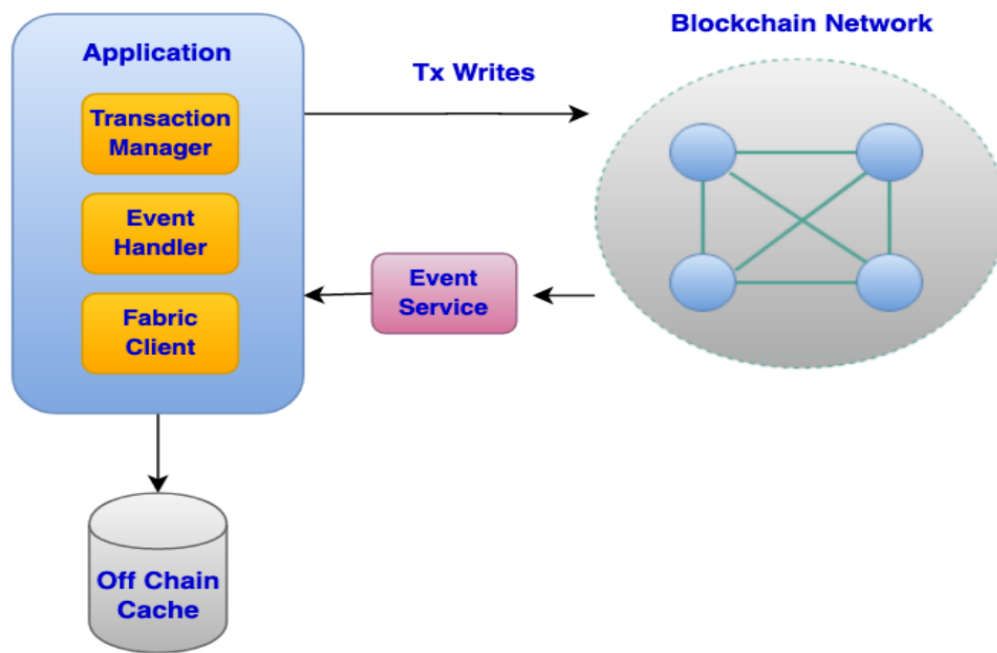 Blockchain Network
Application
Tx Writes
Transaction
Manager
Event
Handler
Event
Service
Fabric
Client
Off Chain
Cache